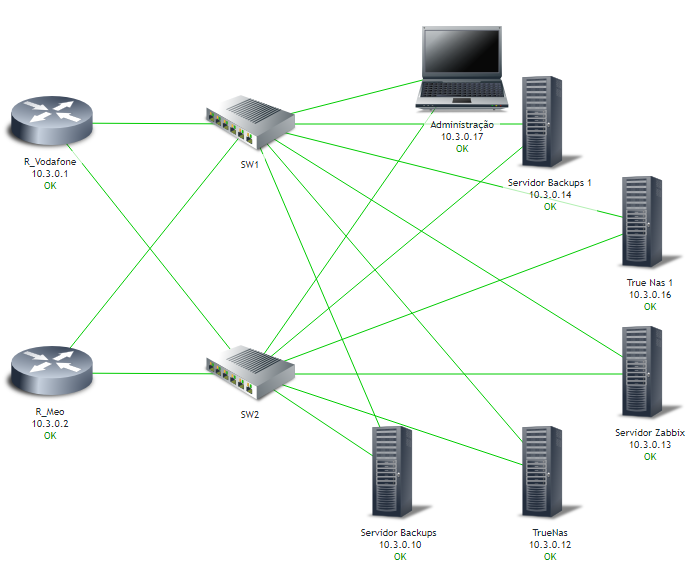 Administração
10.3.0.17
OK
R_Vodafone
10.3.0.1
OK
SW1
Servidor Backups 1
10.3.0.14
OK
True Nas 1
10.3.0.16
OK
R_Meo
10.3.0.2
OK
SW2
Servidor Zabbix
10.3.0.13
OK
Servidor Backups
10.3.0.10
OK
TrueNas
10.3.0.12
OK